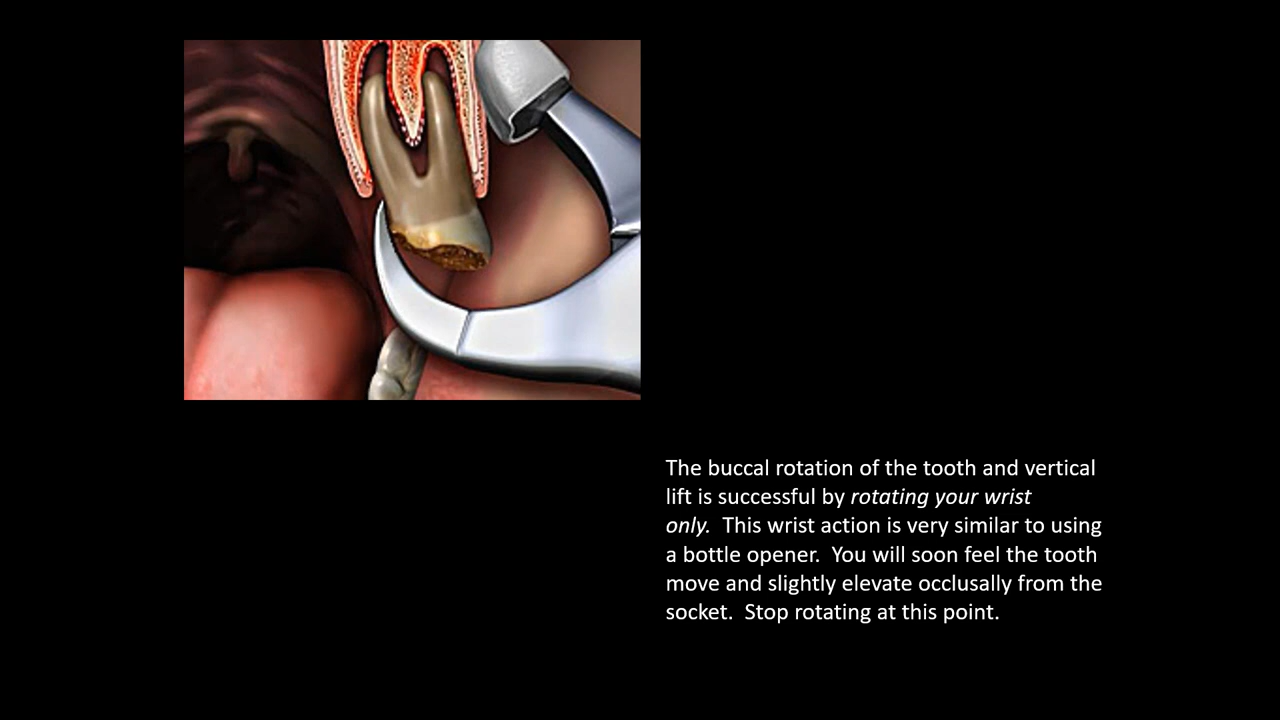 The buccal rotation of the tooth and vertical
lift is successful by rotating your wrist
only.  This wrist action is very similar to using
a bottle opener.  You will soon feel the tooth
move and slightly elevate occlusally from the
socket.  Stop rotating at this point.